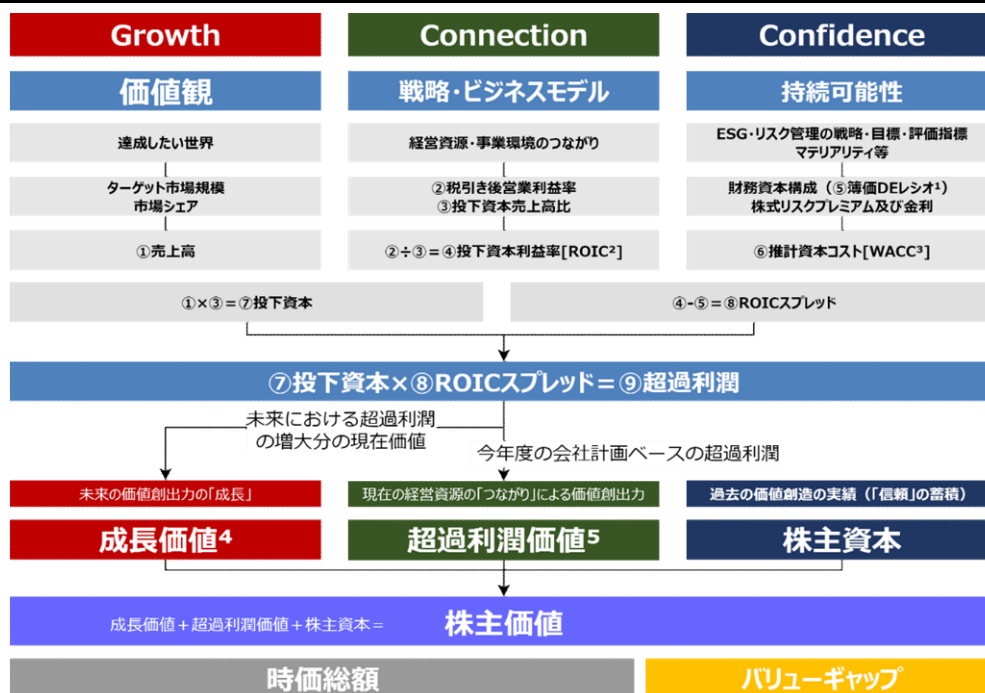 Growth
Connection
Confidence
価値観
戦略・ビジネスモデル
持続可能性
達成したい世界
経営資源・事業環境のつながり
ESG・リスク管理の戦略・目標・評価指標
マテリアリティ等
ターゲット市場規模
市場シェア
②税引き後営業利益率
③投下資本売上高比
財務資本構成（⑤簿価DEレシオ¹）
株式リスクプレミアム及び金利
①売上高
②÷③＝④投下資本利益率[ROIC²]
⑥推計資本コスト[WACC³]
①×③＝⑦投下資本
④-⑤＝⑧ROICスプレッド
⑦投下資本×⑧ROICスプレッド＝⑨超過利潤
未来における超過利潤
の増大分の現在価値
今年度の会社計画ベースの超過利潤
未来の価値創出力の「成長」
現在の経営資源の「つながり」による価値創出力
過去の価値創造の実績（「信頼」の蓄積）
成長価値⁴
超過利潤価値⁵
株主資本
成長価値＋超過利潤価値＋株主資本＝
株主価値
時価総額
バリューギャップ